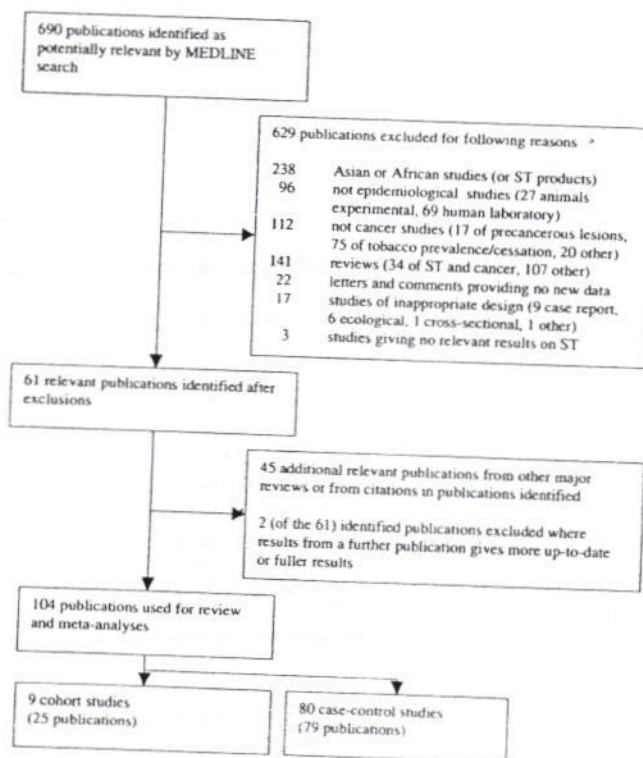 690 publications identified as
potentially relevant by MEDLINE
search
629 publications excluded for following reasons
238 Asian or African studies (or ST products)
96 not epidemiological studies (27 animals
experimental, 69 human laboratory)
112 not cancer studies (17 of precancerous lesions,
75 of tobacco prevalence/cessation, 20 other)
141 reviews (34 of ST and cancer, 107 other)
22 letters and comments providing no new data
17 studies of inappropriate design (9 case report,
6 ecological, 1 cross-sectional, 1 other)
3 studies giving no relevant results on ST
61 relevant publications identified after
exclusions
45 additional relevant publications from other major
reviews or from citations in publications identified
2 (of the 61) identified publications excluded where
results from a further publication gives more up-to-date
or fuller results
104 publications used for review
and meta-analyses
9 cohort studies
(25 publications)
80 case-control studies
(79 publications)